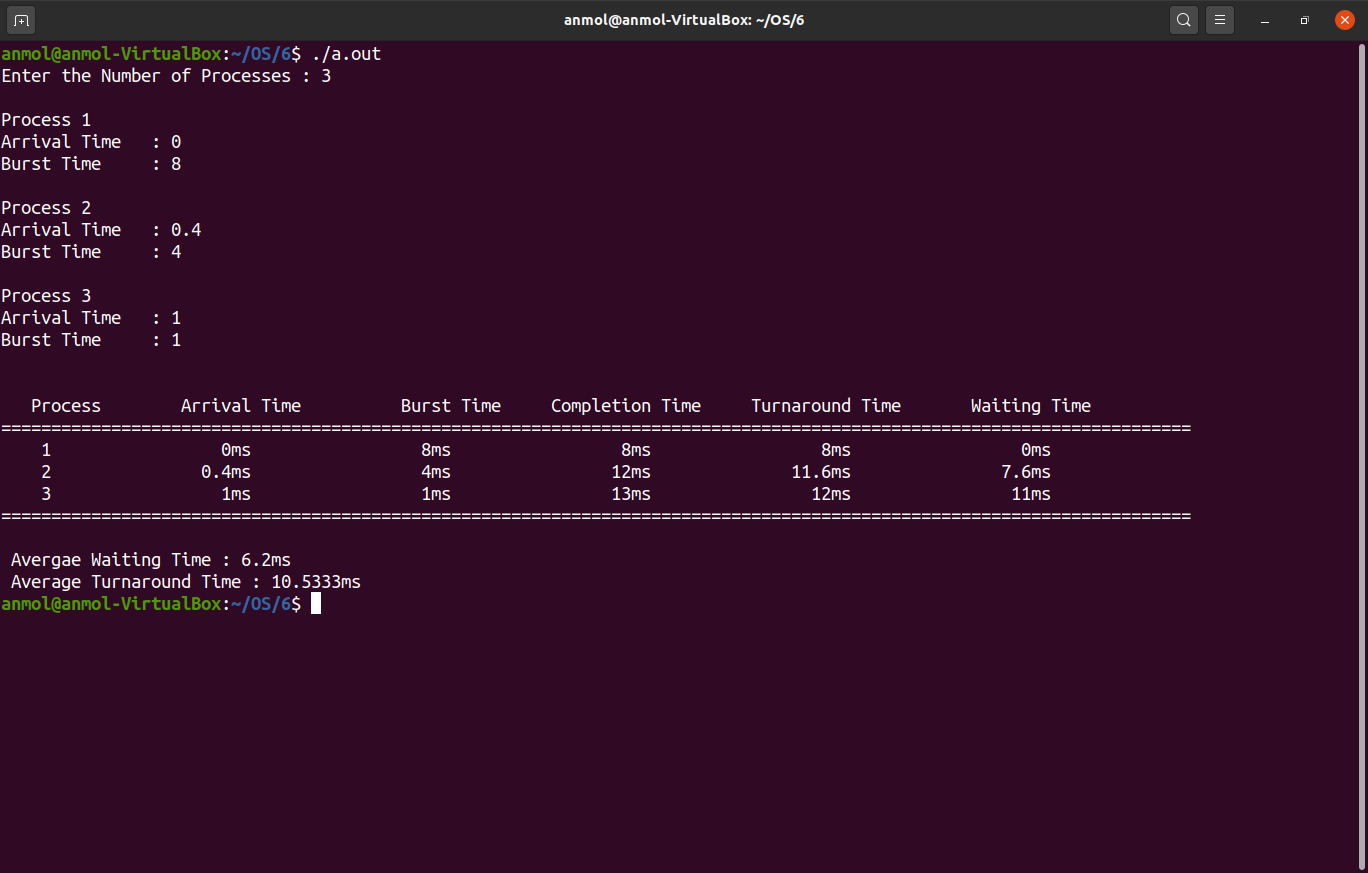 anmol@anmol-VirtualBox: ~/OS/6
anmol@anmol-VirtualBox:~/OS/6$ ./a.out
Enter the Number of Processes : 3

Process 1
Arrival Time   : 0
Burst Time     : 8

Process 2
Arrival Time   : 0.4
Burst Time     : 4

Process 3
Arrival Time   : 1
Burst Time     : 1

   Process        Arrival Time          Burst Time     Completion Time     Turnaround Time       Waiting Time
=======================================================================================================================
    1                 0ms                 8ms                 8ms                 8ms                 0ms
    2               0.4ms                 4ms                12ms              11.6ms               7.6ms
    3                 1ms                 1ms                13ms                12ms                11ms
=======================================================================================================================

 Avergae Waiting Time : 6.2ms
 Average Turnaround Time : 10.5333ms
anmol@anmol-VirtualBox:~/OS/6$